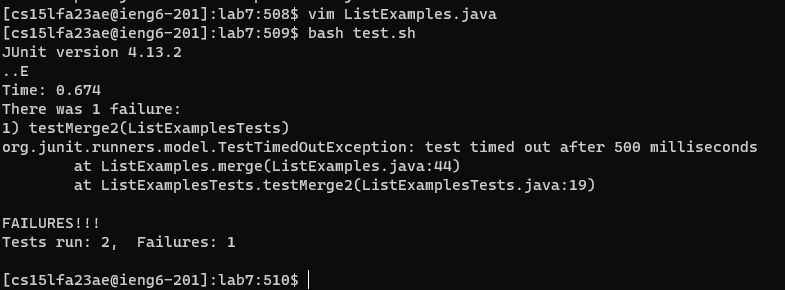 [cs15lfa23ae@ieng6-201]:lab7:508$ vim ListExamples.java
[cs15lfa23ae@ieng6-201]:lab7:509$ bash test.sh
JUnit version 4.13.2
..E
Time: 0.674
There was 1 failure:
1) testMerge2(ListExamplesTests)
org.junit.runners.model.TestTimedOutException: test timed out after 500 milliseconds
        at ListExamples.merge(ListExamples.java:44)
        at ListExamplesTests.testMerge2(ListExamplesTests.java:19)
FAILURES!!!
Tests run: 2,  Failures: 1
[cs15lfa23ae@ieng6-201]:lab7:510$